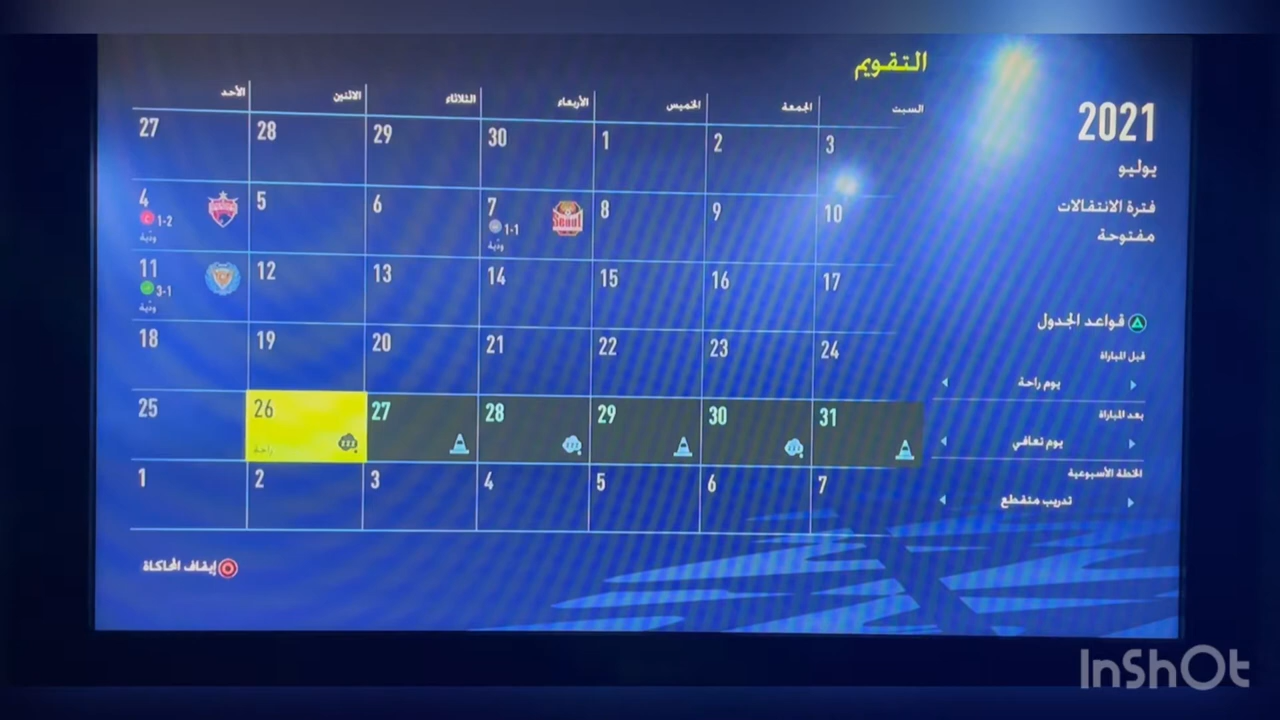 التقويم
2021
يوليو
فترة الانتقالات
مفتوحة
الأحد الاثنين الثلاثاء الأربعاء الخميس الجمعة السبت
27 28 29 30 1 2 3
4 5 6 7 8 9 10
1-2 1-1
وديّة وديّة
Seoul
11 12 13 14 15 16 17
3-1
وديّة
18 19 20 21 22 23 24
25 26 27 28 29 30 31
راحة
1 2 3 4 5 6 7
قواعد الجدول
قبل المباراة
يوم راحة
بعد المباراة
يوم تعافي
الخطة الأسبوعية
تدريب متقطع
إيقاف المحاكاة
InShOt